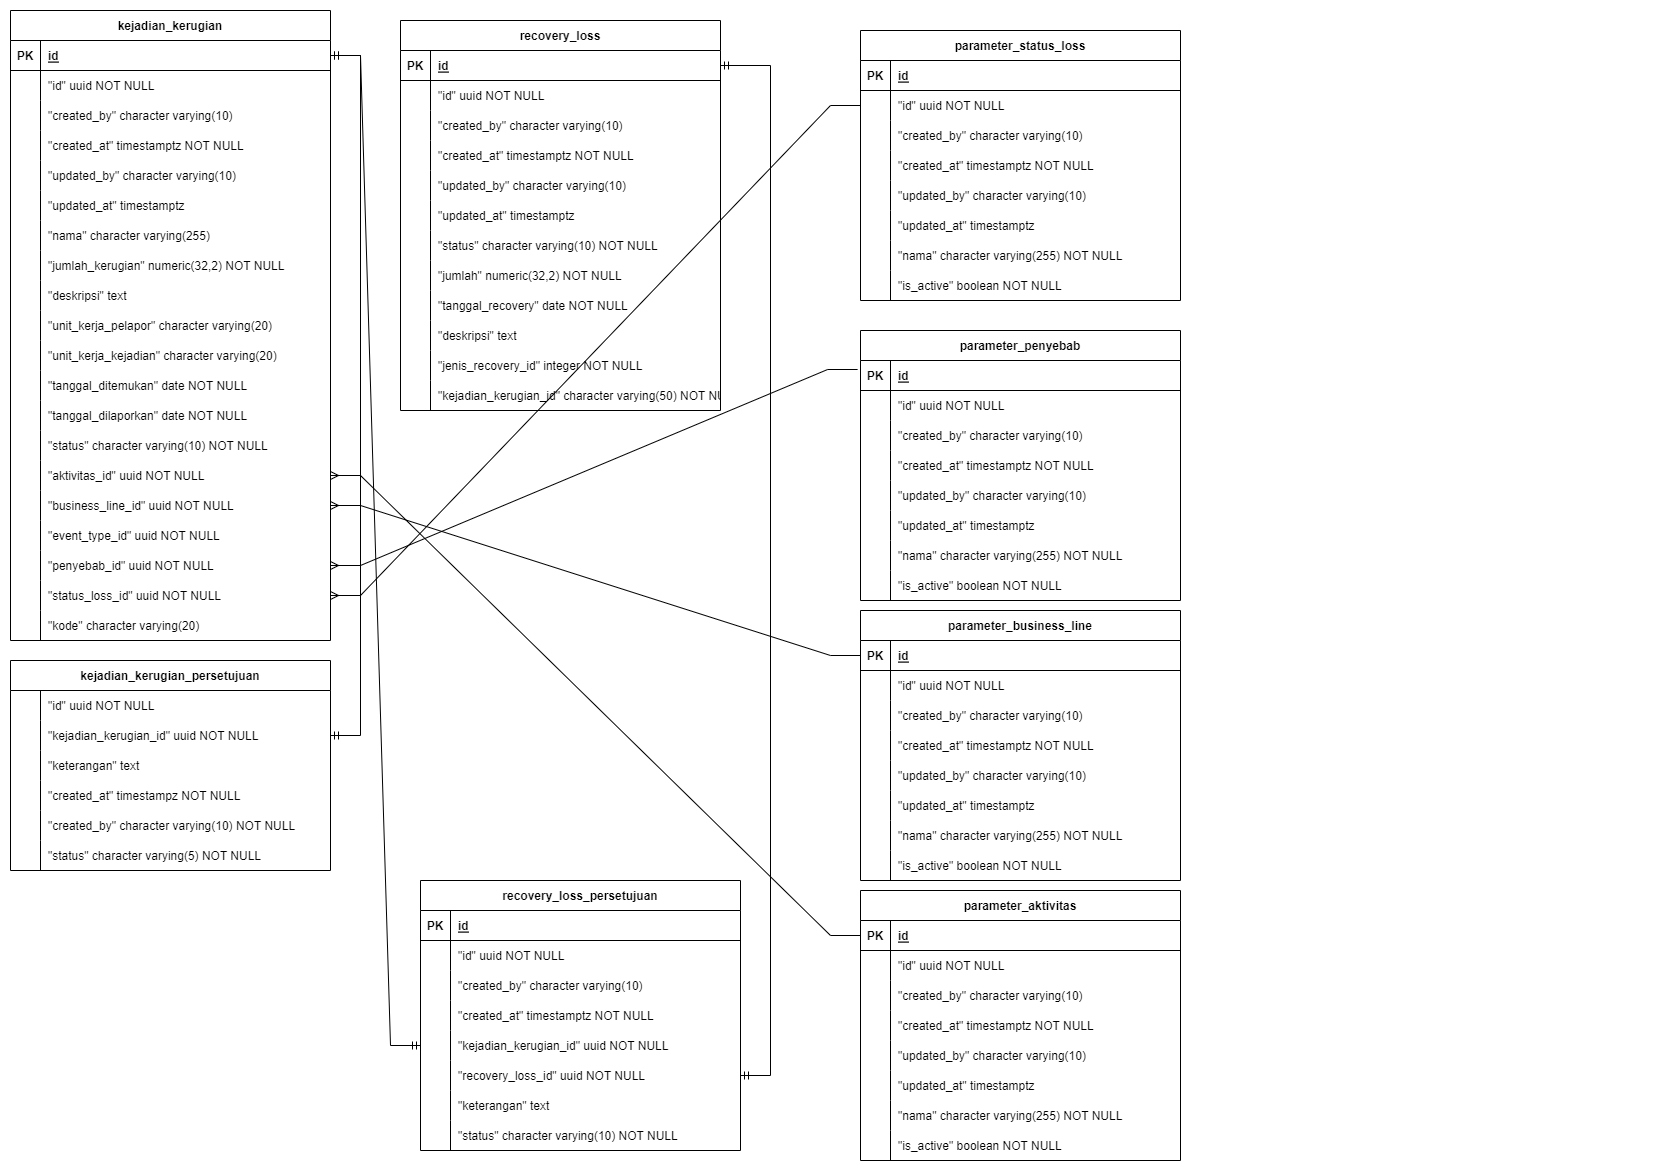 kejadian_kerugian
PK id
"id" uuid NOT NULL
"created_by" character varying(10)
"created_at" timestamptz NOT NULL
"updated_by" character varying(10)
"updated_at" timestamptz
"nama" character varying(255)
"jumlah_kerugian" numeric(32,2) NOT NULL
"deskripsi" text
"unit_kerja_pelapor" character varying(20)
"unit_kerja_kejadian" character varying(20)
"tanggal_ditemukan" date NOT NULL
"tanggal_dilaporkan" date NOT NULL
"status" character varying(10) NOT NULL
"aktivitas_id" uuid NOT NULL
"business_line_id" uuid NOT NULL
"event_type_id" uuid NOT NULL
"penyebab_id" uuid NOT NULL
"status_loss_id" uuid NOT NULL
"kode" character varying(20)
kejadian_kerugian_persetujuan
"id" uuid NOT NULL
"kejadian_kerugian_id" uuid NOT NULL
"keterangan" text
"created_at" timestampz NOT NULL
"created_by" character varying(10) NOT NULL
"status" character varying(5) NOT NULL
recovery_loss
PK id
"id" uuid NOT NULL
"created_by" character varying(10)
"created_at" timestamptz NOT NULL
"updated_by" character varying(10)
"updated_at" timestamptz
"status" character varying(10) NOT NULL
"jumlah" numeric(32,2) NOT NULL
"tanggal_recovery" date NOT NULL
"deskripsi" text
"jenis_recovery_id" integer NOT NULL
"kejadian_kerugian_id" character varying(50) NOT NU
recovery_loss_persetujuan
PK id
"id" uuid NOT NULL
"created_by" character varying(10)
"created_at" timestamptz NOT NULL
"kejadian_kerugian_id" uuid NOT NULL
"recovery_loss_id" uuid NOT NULL
"keterangan" text
"status" character varying(10) NOT NULL
parameter_status_loss
PK id
"id" uuid NOT NULL
"created_by" character varying(10)
"created_at" timestamptz NOT NULL
"updated_by" character varying(10)
"updated_at" timestamptz
"nama" character varying(255) NOT NULL
"is_active" boolean NOT NULL
parameter_penyebab
PK id
"id" uuid NOT NULL
"created_by" character varying(10)
"created_at" timestamptz NOT NULL
"updated_by" character varying(10)
"updated_at" timestamptz
"nama" character varying(255) NOT NULL
"is_active" boolean NOT NULL
parameter_business_line
PK id
"id" uuid NOT NULL
"created_by" character varying(10)
"created_at" timestamptz NOT NULL
"updated_by" character varying(10)
"updated_at" timestamptz
"nama" character varying(255) NOT NULL
"is_active" boolean NOT NULL
parameter_aktivitas
PK id
"id" uuid NOT NULL
"created_by" character varying(10)
"created_at" timestamptz NOT NULL
"updated_by" character varying(10)
"updated_at" timestamptz
"nama" character varying(255) NOT NULL
"is_active" boolean NOT NULL